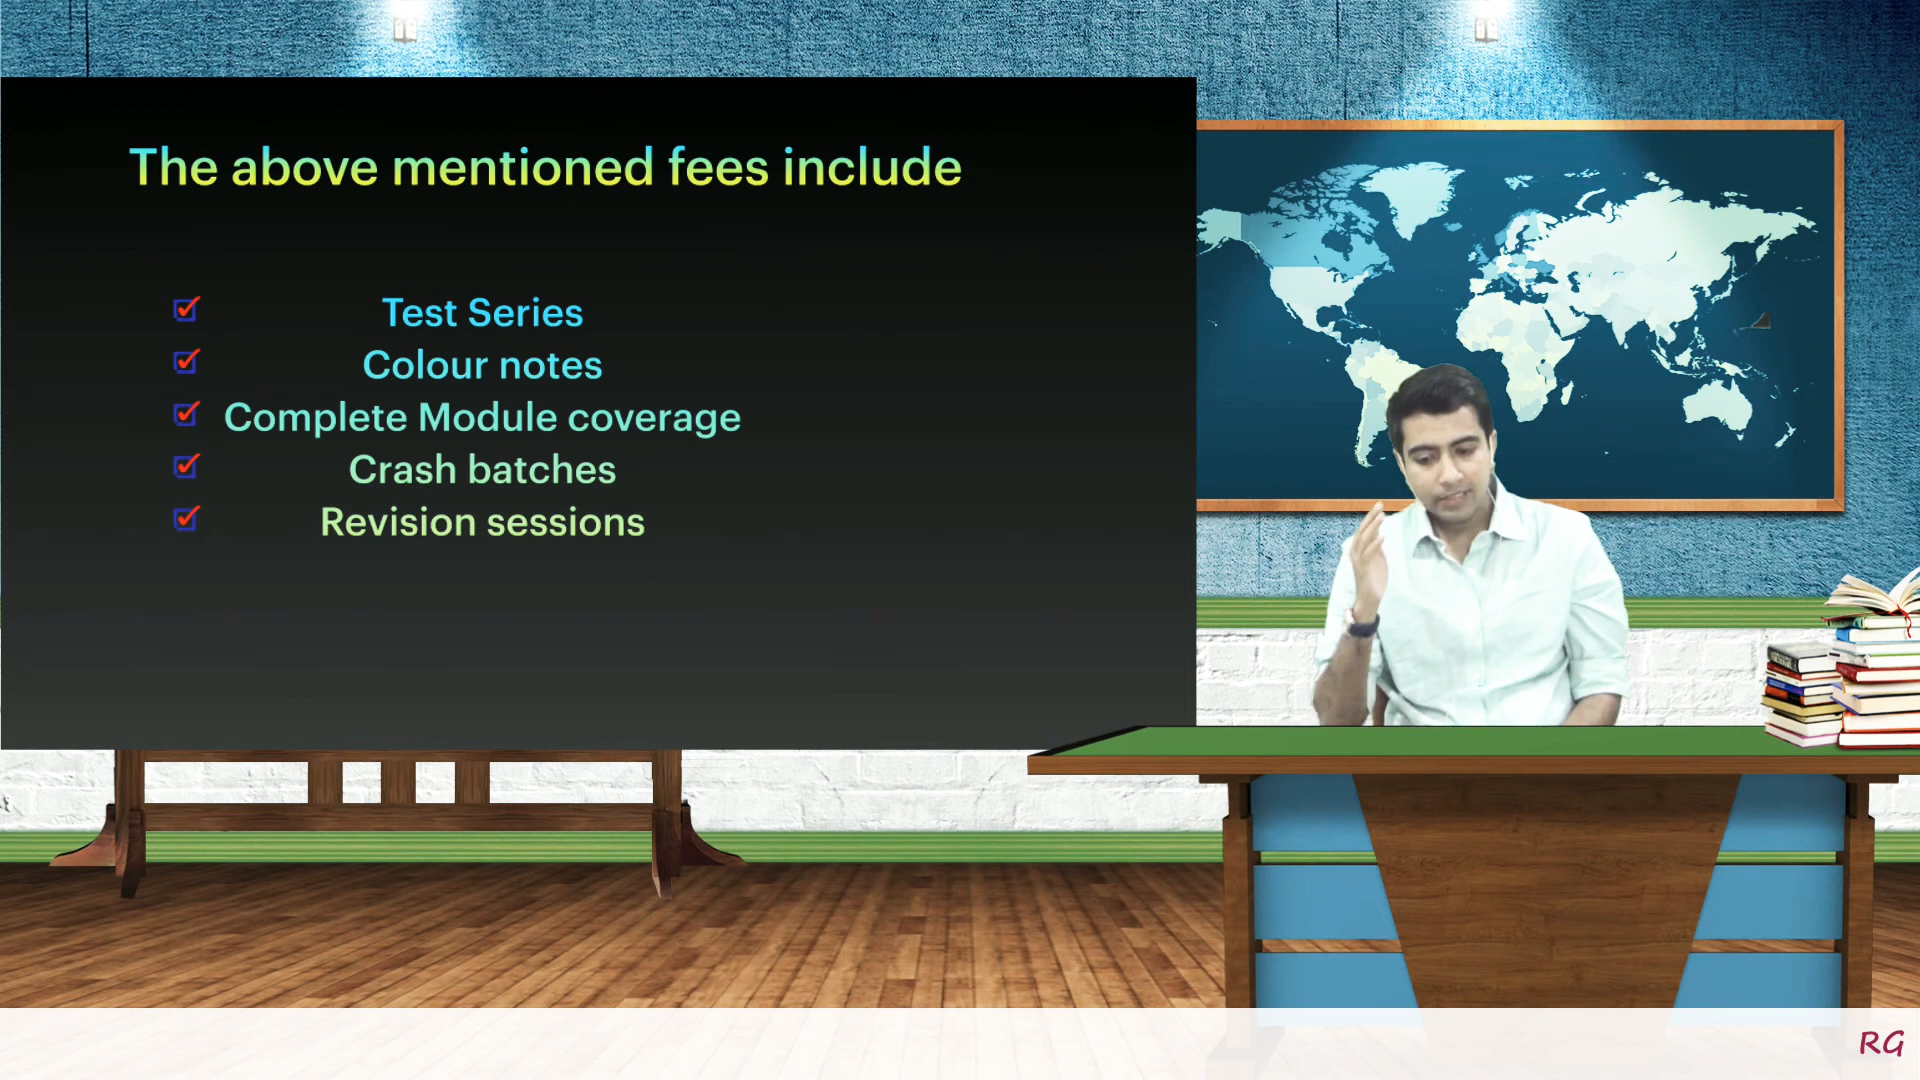 The above mentioned fees include
Test Series
Colour notes
Complete Module coverage
Crash batches
Revision sessions
RG